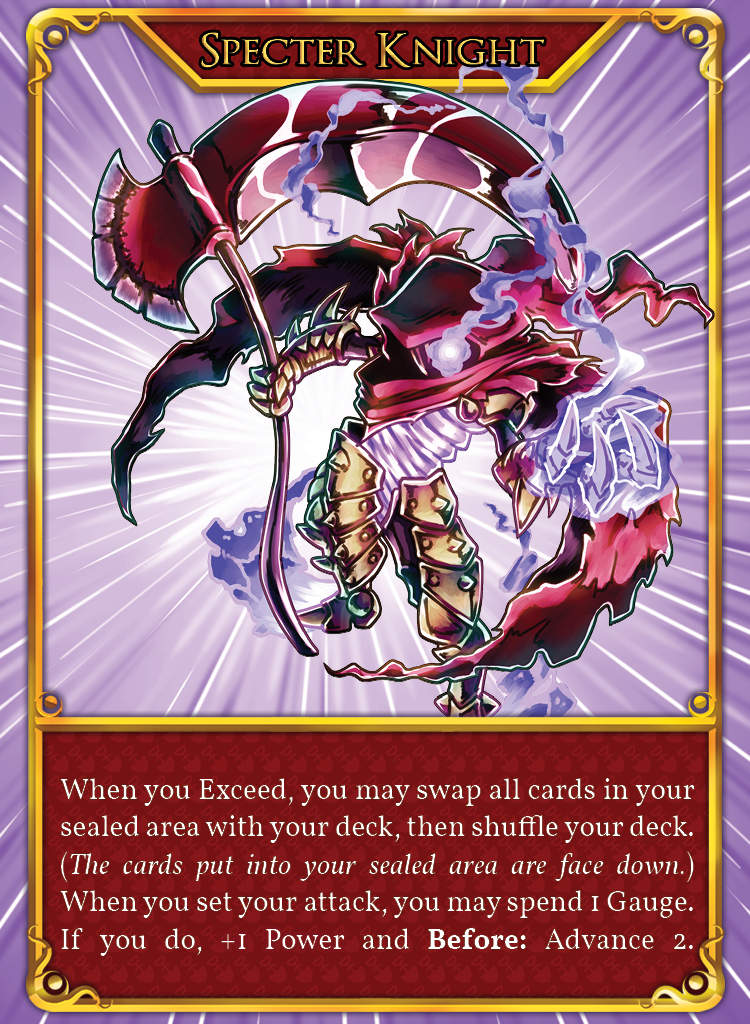 Specter Knight
When you Exceed, you may swap all cards in your
sealed area with your deck, then shuffle your deck.
(The cards put into your sealed area are face down.)
When you set your attack, you may spend 1 Gauge.
If you do, +1 Power and Before: Advance 2.